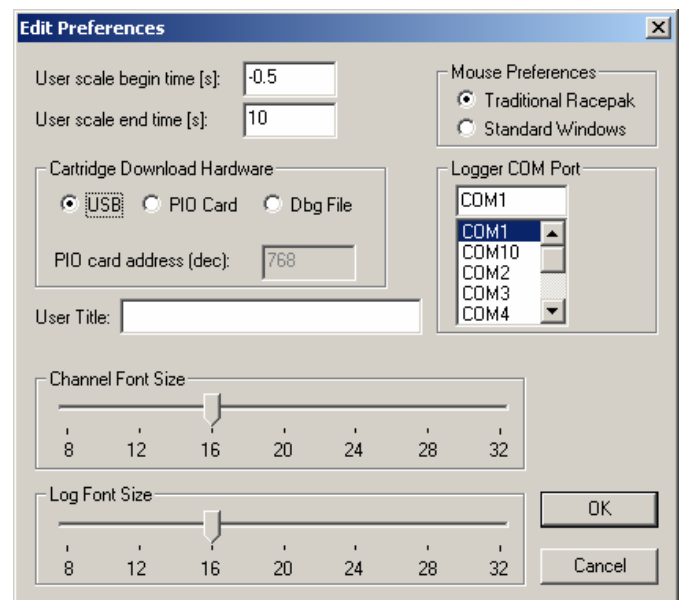 Edit Preferences
User scale begin time [s]: -0.5
User scale end time [s]: 10
Mouse Preferences
Traditional Racepak
Standard Windows
Cartridge Download Hardware
USB PIO Card Dbg File
PIO card address (dec): 768
Logger COM Port
COM1
COM1
COM10
COM2
COM3
COM4
User Title:
Channel Font Size
8 12 16 20 24 28 32
Log Font Size
8 12 16 20 24 28 32
OK
Cancel